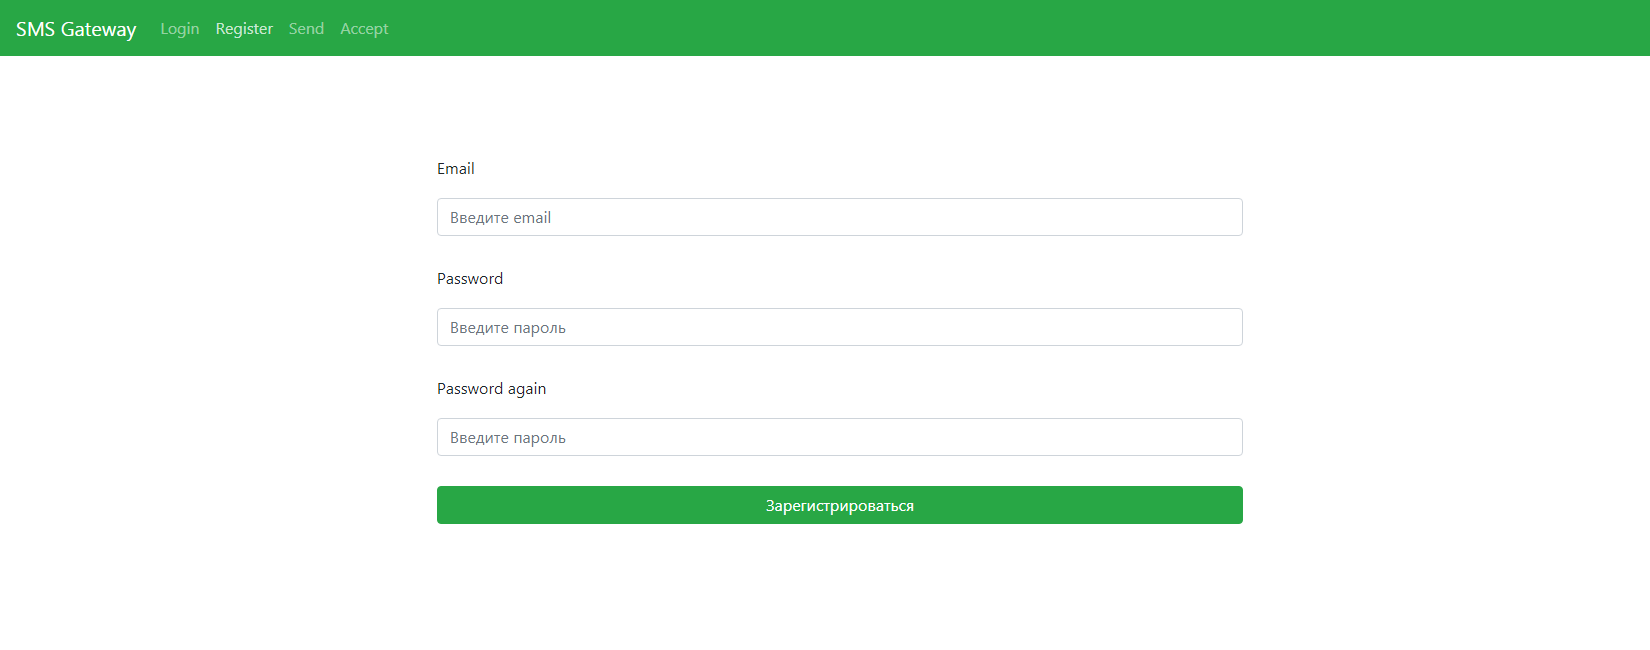 SMS Gateway Login Register Send Accept
Email
Введите email
Password
Введите пароль
Password again
Введите пароль
Зарегистрироваться